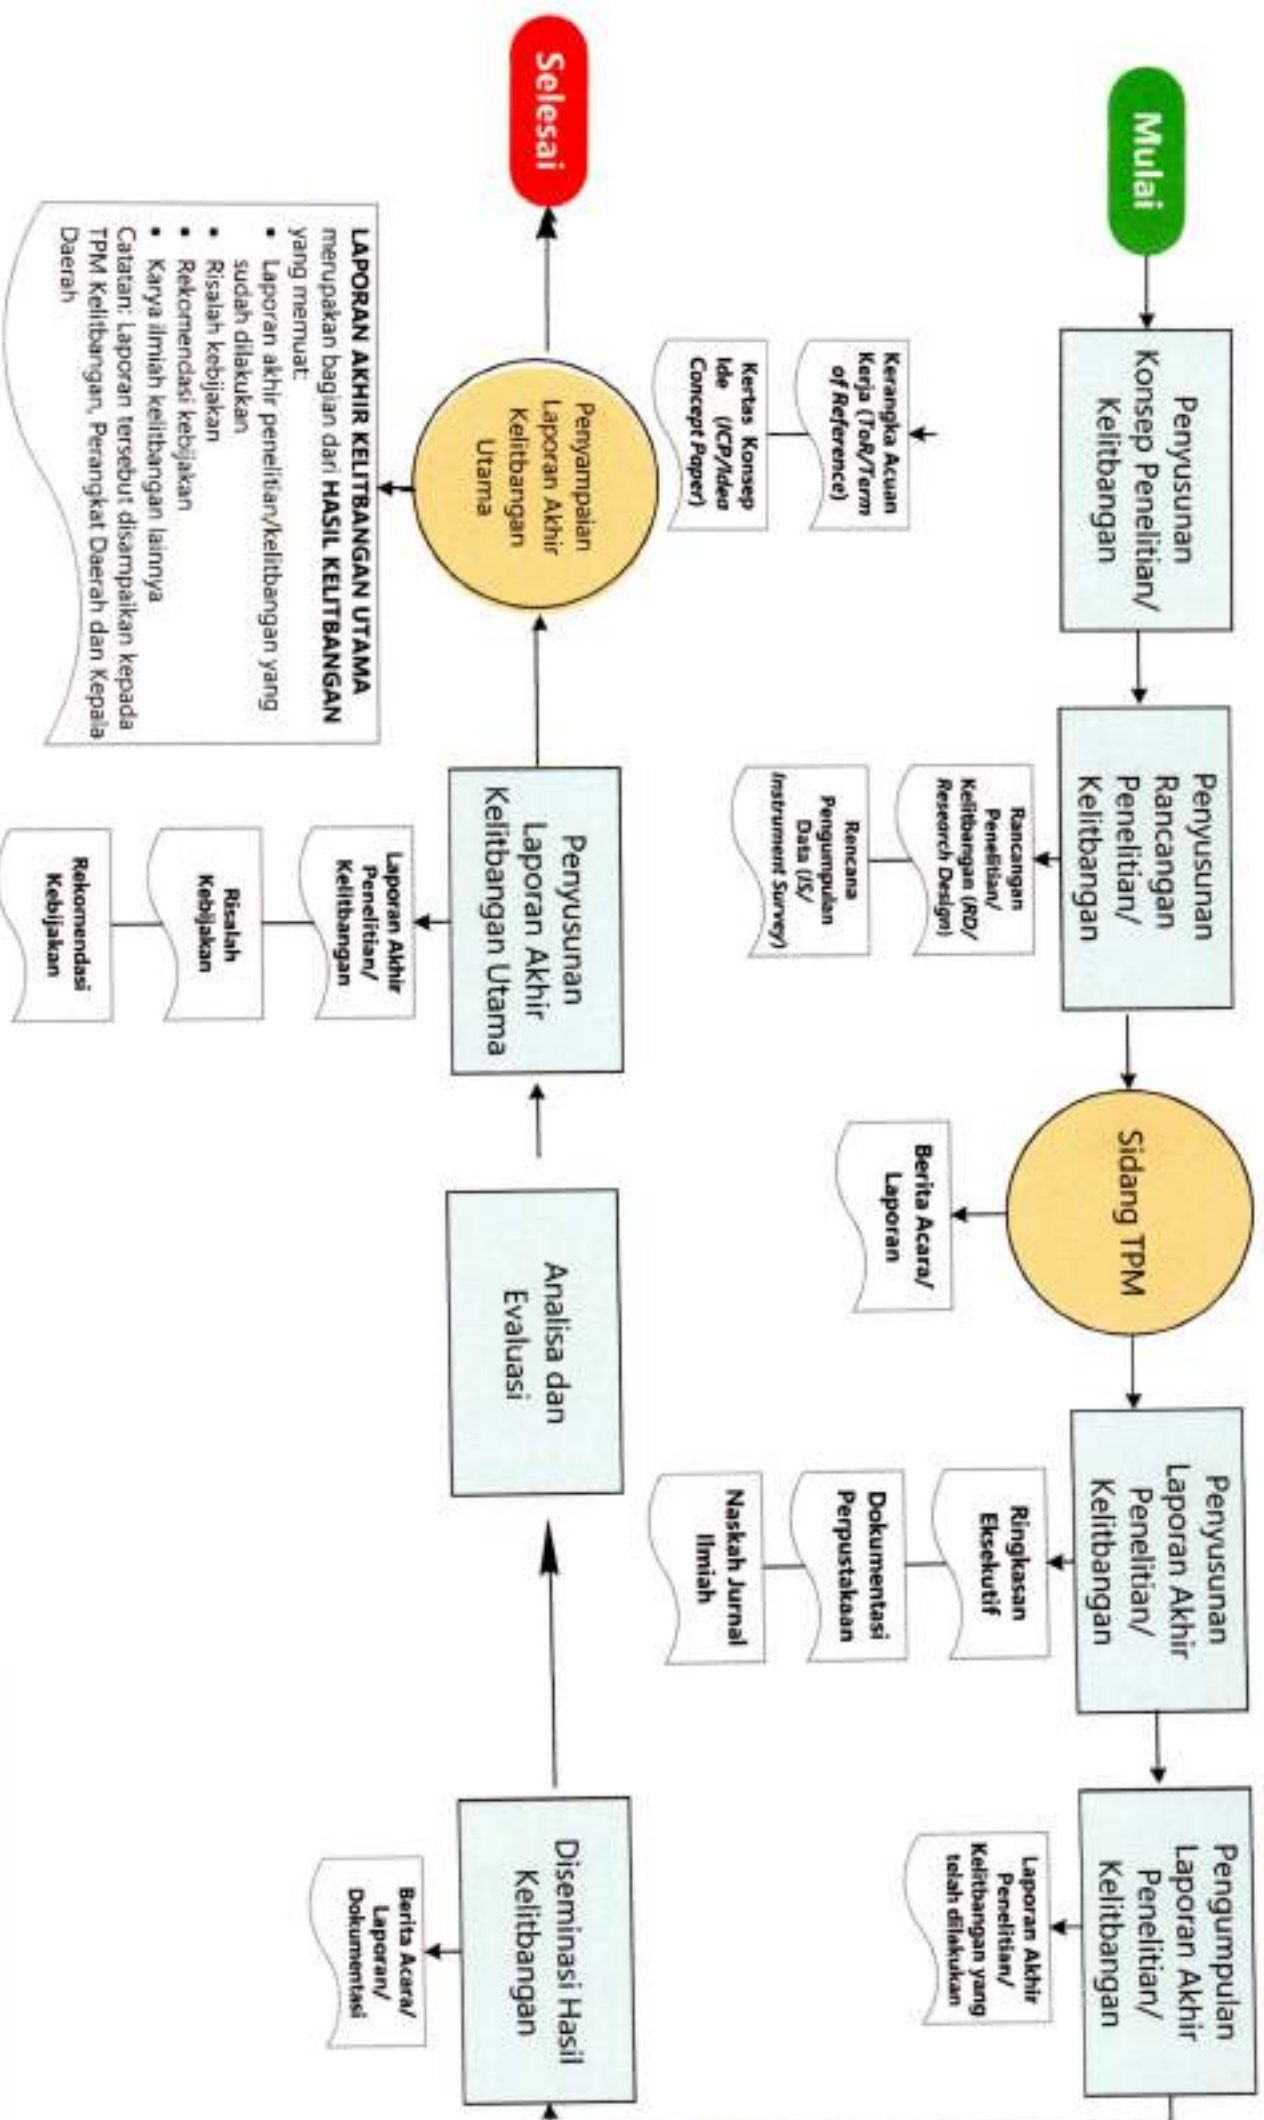 Mulai
Penyusunan
Konsep Penelitian/
Kelitbangan
Kerangka Acuan
Kerja (ToR/Term
of Reference)
Kertas Konsep
Ide (ICP/Idea
Concept Paper)
Penyusunan
Rancangan
Penelitian/
Kelitbangan
Rancangan
Penelitian/
Kelitbangan (RD/
Research Design)
Rencana
Pengumpulan
Data (IS/
Instrument Survey)
Sidang TPM
Berita Acara/
Laporan
Penyusunan
Laporan Akhir
Penelitian/
Kelitbangan
Ringkasan
Eksekutif
Dokumentasi
Perpustakaan
Naskah Jurnal
Ilmiah
Pengumpulan
Laporan Akhir
Penelitian/
Kelitbangan
Laporan Akhir
Penelitian/
Kelitbangan yang
telah dilakukan
Diseminasi Hasil
Kelitbangan
Berita Acara/
Laporan/
Dokumentasi
Analisa dan
Evaluasi
Penyusunan
Laporan Akhir
Kelitbangan Utama
Laporan Akhir
Penelitian/
Kelitbangan
Risalah
Kebijakan
Rekomendasi
Kebijakan
Penyampaian
Laporan Akhir
Kelitbangan
Utama
LAPORAN AKHIR KELITBANGAN UTAMA
merupakan bagian dari HASIL KELITBANGAN
yang memuat:
• Laporan akhir penelitian/kelitbangan yang
sudah dilakukan
• Risalah kebijakan
• Rekomendasi kebijakan
• Karya ilmiah kelitbangan lainnya
Catatan: Laporan tersebut disampaikan kepada
TPM Kelitbangan, Perangkat Daerah dan Kepala
Daerah
Selesai